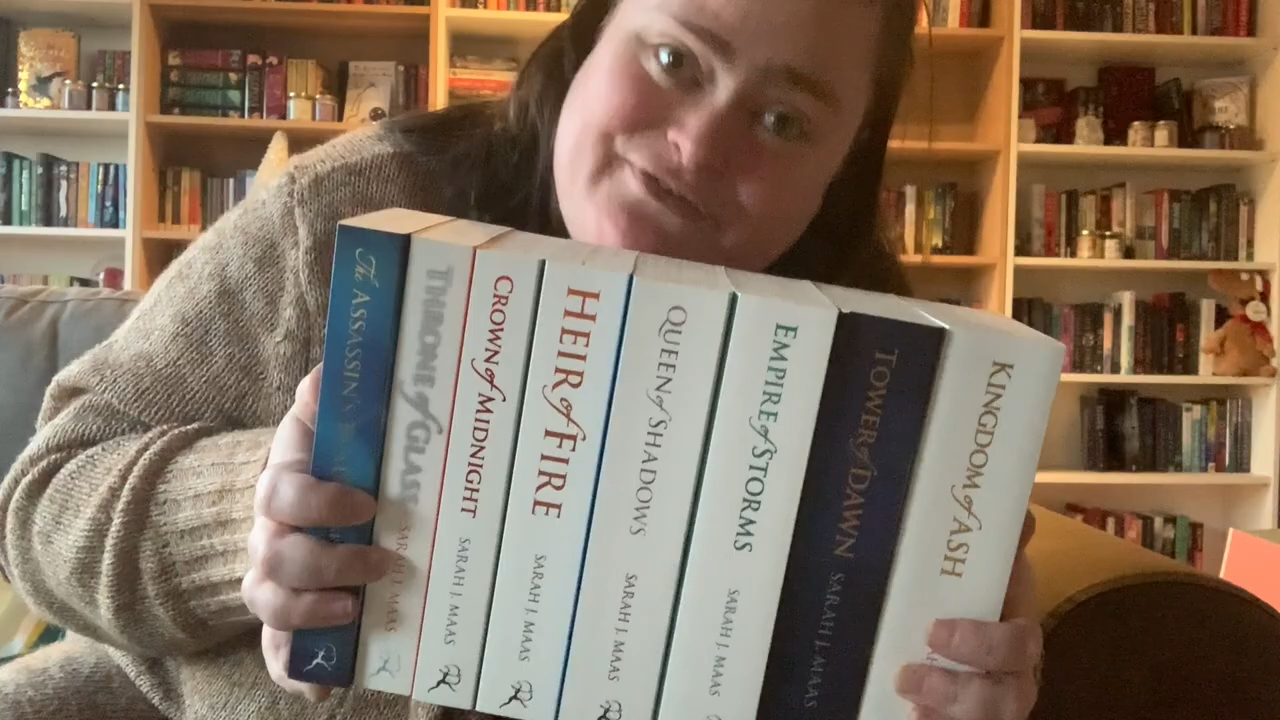 The ASSASSIN'S
THRONE of GLASS
SARAH J. MAAS
CROWN of MIDNIGHT
SARAH J. MAAS
HEIR of FIRE
SARAH J. MAAS
QUEEN of SHADOWS
SARAH J. MAAS
EMPIRE of STORMS
SARAH J. MAAS
TOWER of DAWN
SARAH J. MAAS
KINGDOM of ASH